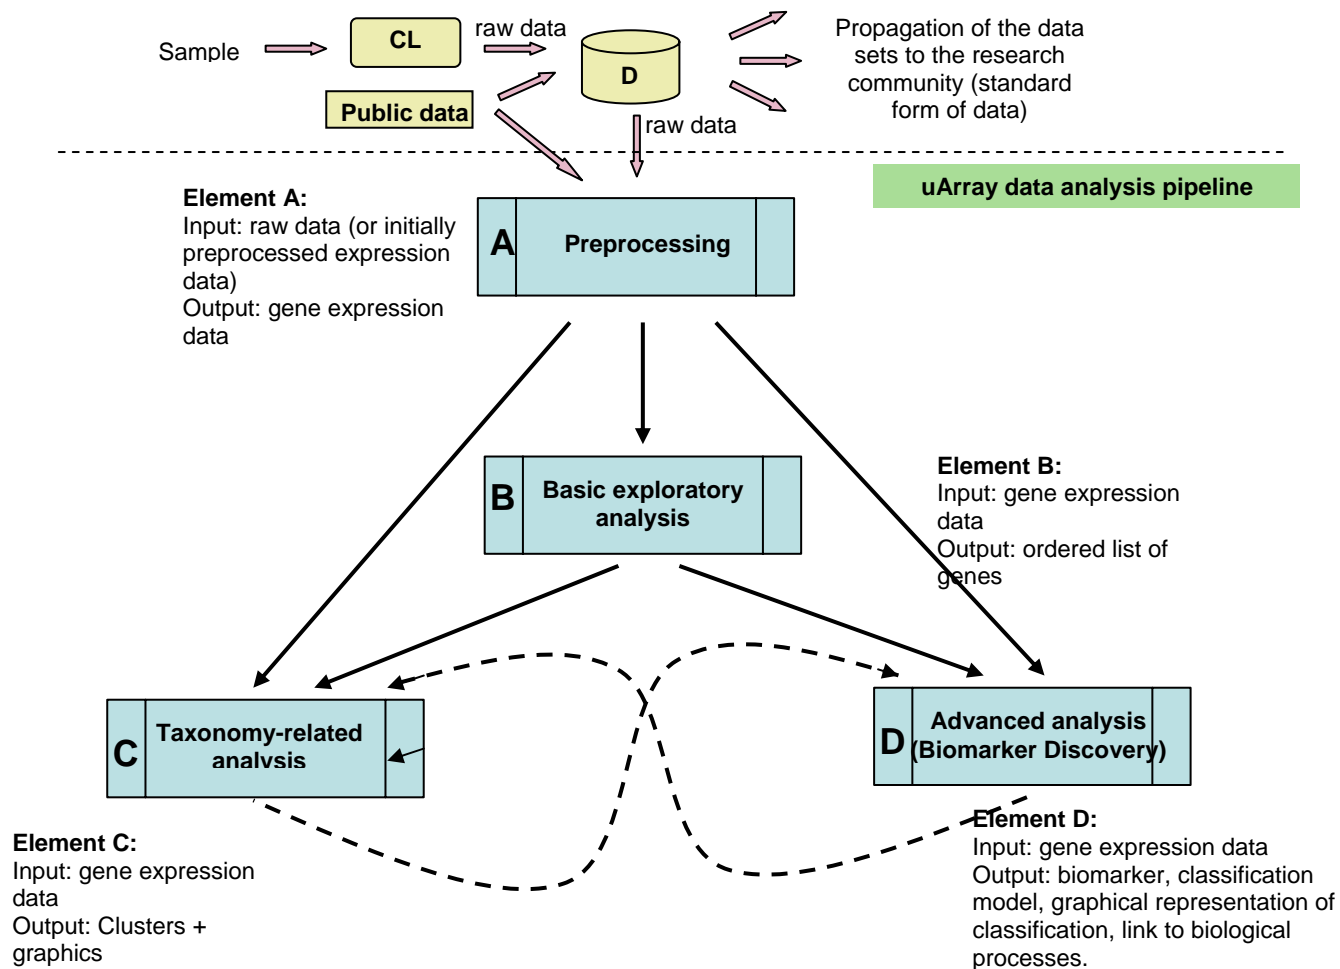 Sample
CL
raw data
D
Public data
raw data
Propagation of the data
sets to the research
community (standard
form of data)
uArray data analysis pipeline
Element A:
Input: raw data (or initially
preprocessed expression
data)
Output: gene expression
data
A
Preprocessing
B
Basic exploratory
analysis
Element B:
Input: gene expression
data
Output: ordered list of
genes
C
Taxonomy-related
analysis
D
Advanced analysis
(Biomarker Discovery)
Element C:
Input: gene expression
data
Output: Clusters +
graphics
Element D:
Input: gene expression data
Output: biomarker, classification
model, graphical representation of
classification, link to biological
processes.